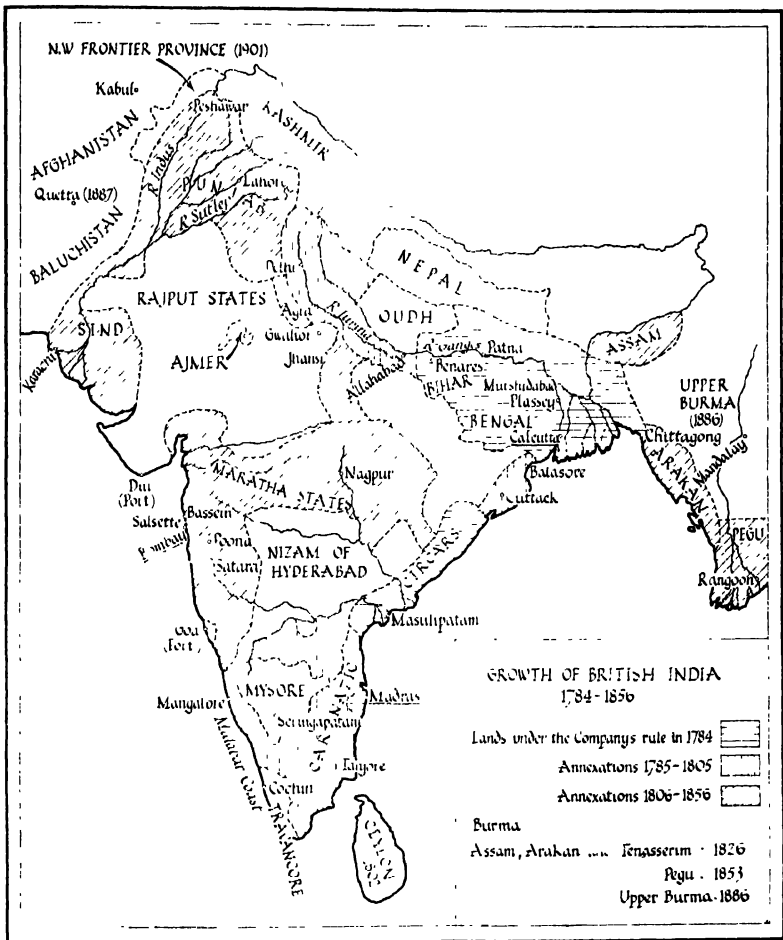 N.W FRONTIER PROVINCE (1901)
Kabul
Peshawar
KASHMIR
AFGHANISTAN
R Indus
Quetta (1887)
PUN
Lahore
R Sutlej
BALUCHISTAN
NEPAL
RAJPUT STATES
OUDH
Agra
R Jumna
SIND
Gwalior
ASSAM
Karachi
AJMER
Jhansi
Patna
Allahabad
Benares
BIHAR
Murshidabad
Plassey
UPPER
BURMA
(1886)
BENGAL
Calcutta
Chittagong
Mandalay
ARAKAN
Nagpur
MARATHA STATES
Balasore
Cuttack
Diu
(Port)
Salsette
Bassein
Bombay
Poona
Satara
NIZAM OF
HYDERABAD
CIRCARS
PEGU
Rangoon
Masulipatam
Goa
(Port)
MYSORE
Madras
CARNATIC
Mangalore
Seringapatam
Malabar Coast
Tanjore
Cochin
TRAVANCORE
CEYLON
GROWTH OF BRITISH INDIA
1784-1856
Lands under the Company's rule in 1784
Annexations 1785-1805
Annexations 1806-1856
Burma
Assam, Arakan Tenasserim · 1826
Pegu . 1853
Upper Burma · 1886